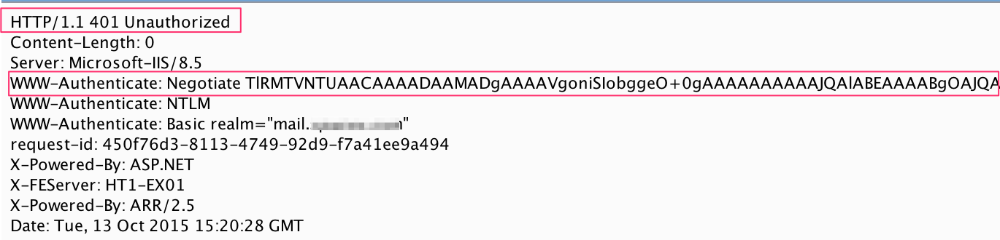 HTTP/1.1 401 Unauthorized
Content-Length: 0
Server: Microsoft-IIS/8.5
WWW-Authenticate: Negotiate TlRMTVNTUAACAAAADAAMADgAAAAVgoniSIobggeO+0gAAAAAAAAAAJQAlABEAAAABgOAJQA
WWW-Authenticate: NTLM
WWW-Authenticate: Basic realm="mail. "
request-id: 450f76d3-8113-4749-92d9-f7a41ee9a494
X-Powered-By: ASP.NET
X-FEServer: HT1-EX01
X-Powered-By: ARR/2.5
Date: Tue, 13 Oct 2015 15:20:28 GMT